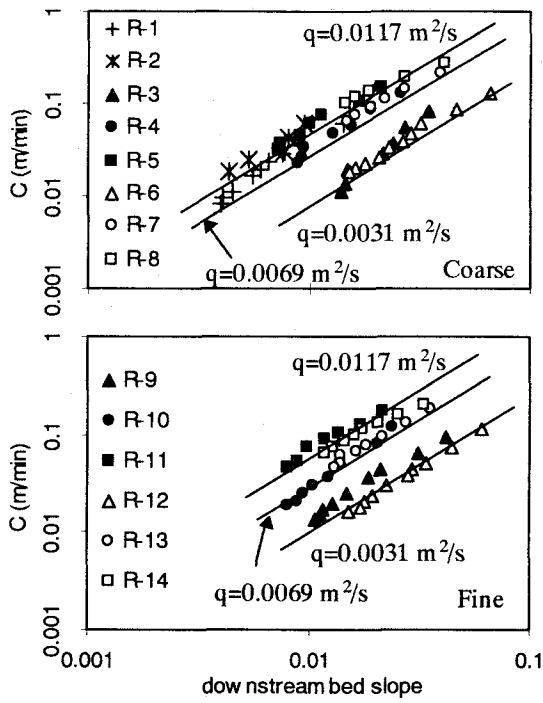 1
0.1
0.01
0.001
C (m/min)
R-1
R-2
R-3
R-4
R-5
R-6
R-7
R-8
q=0.0117 m²/s
q=0.0031 m²/s
q=0.0069 m²/s
Coarse
1
0.1
0.01
0.001
C (m/min)
R-9
R-10
R-11
R-12
R-13
R-14
q=0.0117 m²/s
q=0.0031 m²/s
q=0.0069 m²/s
Fine
0.001 0.01 0.1
dow nstream bed slope